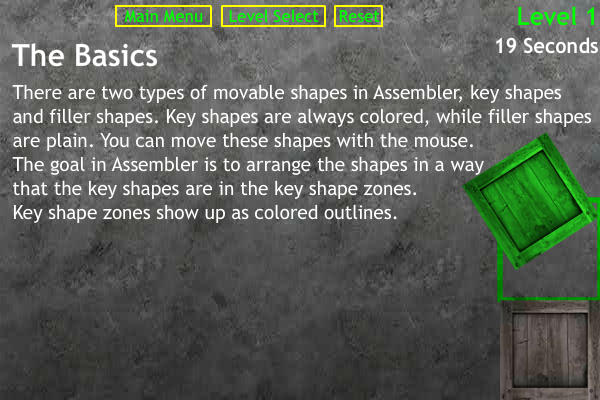 Main Menu Level Select Reset Level 1
19 Seconds
The Basics
There are two types of movable shapes in Assembler, key shapes
and filler shapes. Key shapes are always colored, while filler shapes
are plain. You can move these shapes with the mouse.
The goal in Assembler is to arrange the shapes in a way
that the key shapes are in the key shape zones.
Key shape zones show up as colored outlines.